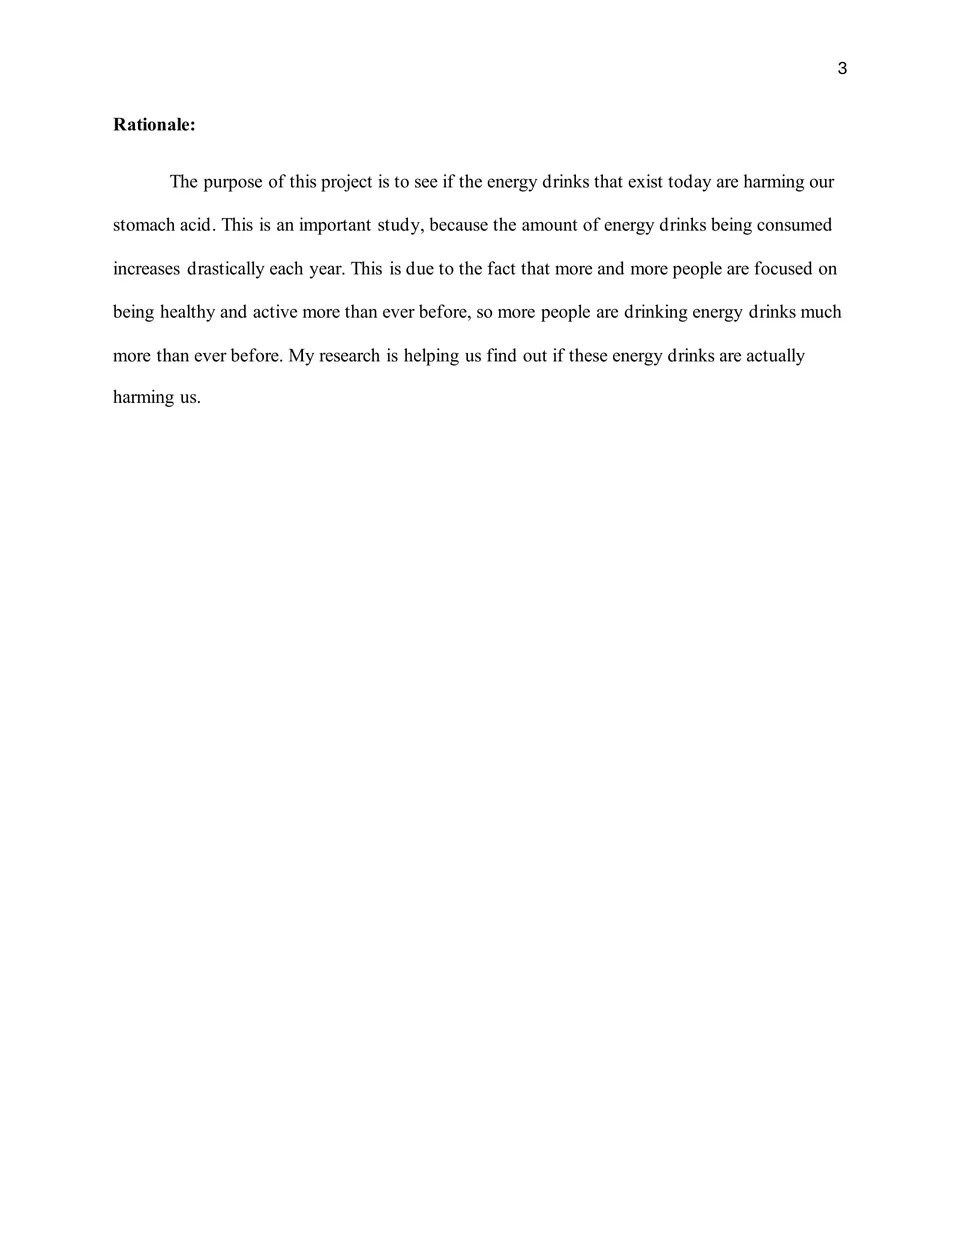 3
Rationale:
The purpose of this project is to see if the energy drinks that exist today are harming our
stomach acid. This is an important study, because the amount of energy drinks being consumed
increases drastically each year. This is due to the fact that more and more people are focused on
being healthy and active more than ever before, so more people are drinking energy drinks much
more than ever before. My research is helping us find out if these energy drinks are actually
harming us.